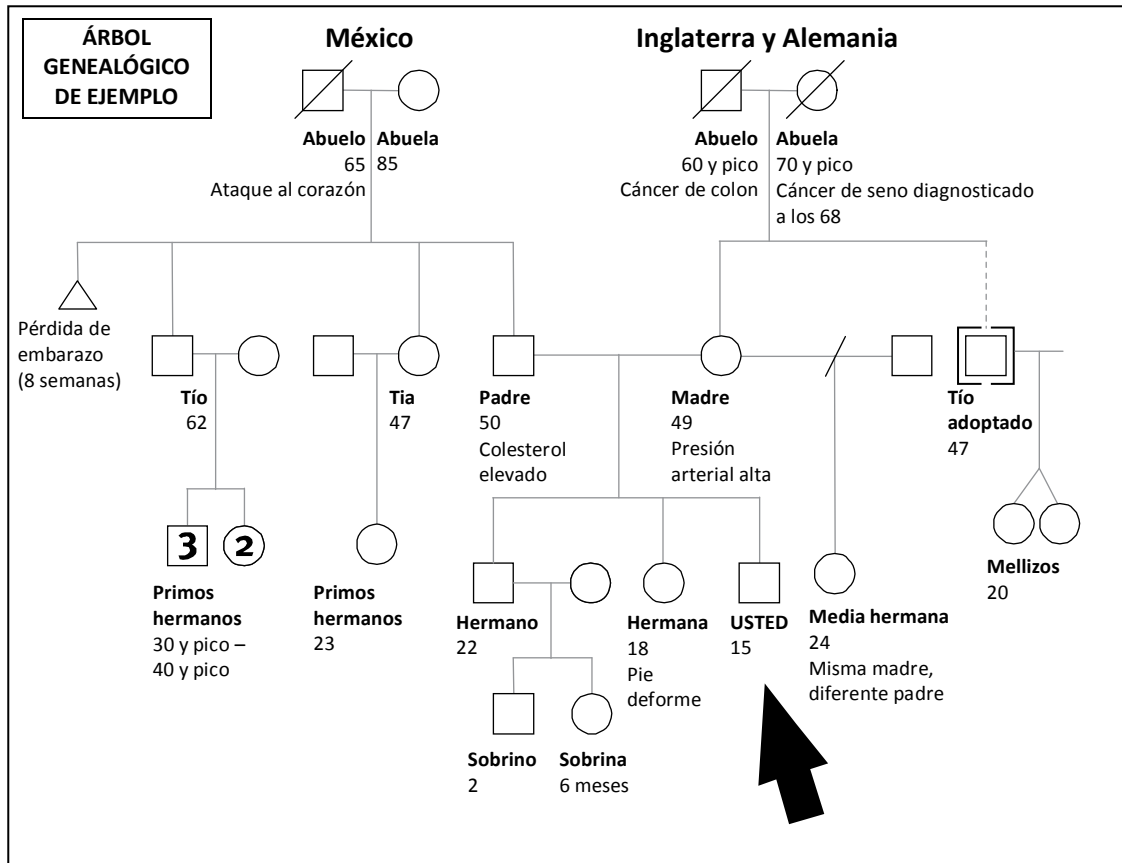 ÁRBOL
GENEALÓGICO
DE EJEMPLO
México
Inglaterra y Alemania
Abuelo
65
Ataque al corazón
Abuela
85
Abuelo
60 y pico
Cáncer de colon
Abuela
70 y pico
Cáncer de seno diagnosticado
a los 68
Pérdida de
embarazo
(8 semanas)
Tío
62
Tia
47
Padre
50
Colesterol
elevado
Madre
49
Presión
arterial alta
Tío
adoptado
47
3
2
Primos
hermanos
30 y pico –
40 y pico
Primos
hermanos
23
Hermano
22
Hermana
18
Pie
deforme
USTED
15
Media hermana
24
Misma madre,
diferente padre
Mellizos
20
Sobrino
2
Sobrina
6 meses